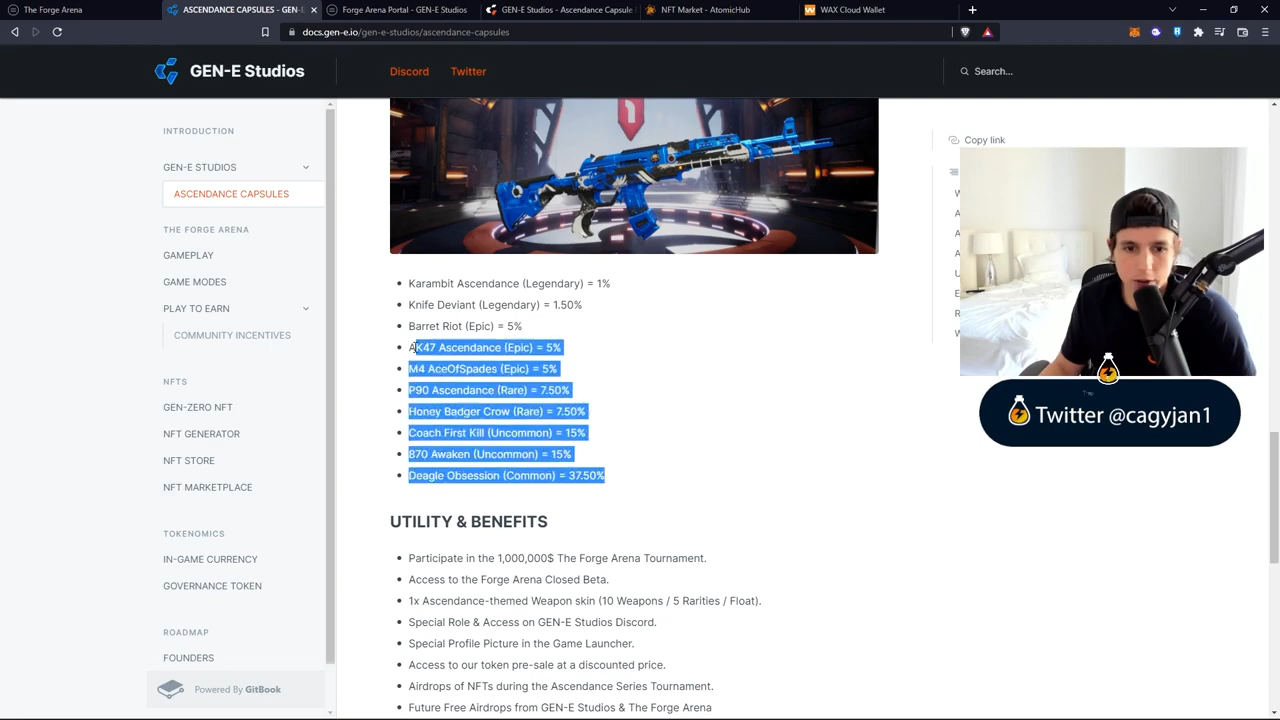 The Forge Arena
ASCENDANCE CAPSULES - GEN-E
Forge Arena Portal - GEN-E Studios
GEN-E Studios - Ascendance Capsule
NFT Market - AtomicHub
WAX Cloud Wallet
docs.gen-e.io/gen-e-studios/ascendance-capsules
GEN-E Studios
Discord
Twitter
Search...
INTRODUCTION
GEN-E STUDIOS
ASCENDANCE CAPSULES
THE FORGE ARENA
GAMEPLAY
GAME MODES
PLAY TO EARN
COMMUNITY INCENTIVES
NFTS
GEN-ZERO NFT
NFT GENERATOR
NFT STORE
NFT MARKETPLACE
TOKENOMICS
IN-GAME CURRENCY
GOVERNANCE TOKEN
ROADMAP
FOUNDERS
Powered By GitBook
Karambit Ascendance (Legendary) = 1%
Knife Deviant (Legendary) = 1.50%
Barret Riot (Epic) = 5%
AK47 Ascendance (Epic) = 5%
M4 AceOfSpades (Epic) = 5%
P90 Ascendance (Rare) = 7.50%
Honey Badger Crow (Rare) = 7.50%
Coach First Kill (Uncommon) = 15%
870 Awaken (Uncommon) = 15%
Deagle Obsession (Common) = 37.50%
UTILITY & BENEFITS
Participate in the 1,000,000$ The Forge Arena Tournament.
Access to the Forge Arena Closed Beta.
1x Ascendance-themed Weapon skin (10 Weapons / 5 Rarities / Float).
Special Role & Access on GEN-E Studios Discord.
Special Profile Picture in the Game Launcher.
Access to our token pre-sale at a discounted price.
Airdrops of NFTs during the Ascendance Series Tournament.
Future Free Airdrops from GEN-E Studios & The Forge Arena
Copy link
W
A
A
A
U
E
R
W
Twitter @cagyjan1